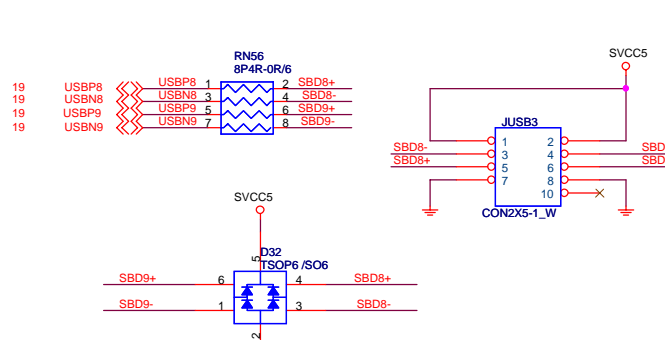 SVCC5
RN56
8P4R-0R/6
19 USBP8 USBP8 1 2 SBD8+
19 USBN8 USBN8 3 4 SBD8-
19 USBP9 USBP9 5 6 SBD9+
19 USBN9 USBN9 7 8 SBD9-
JUSB3
1 2
SBD8- 3 4 SBD
SBD8+ 5 6 SBD
7 8
10
CON2X5-1_W
SVCC5
D32
TSOP6 /SO6
5
SBD9+ 6 4 SBD8+
SBD9- 1 3 SBD8-
2